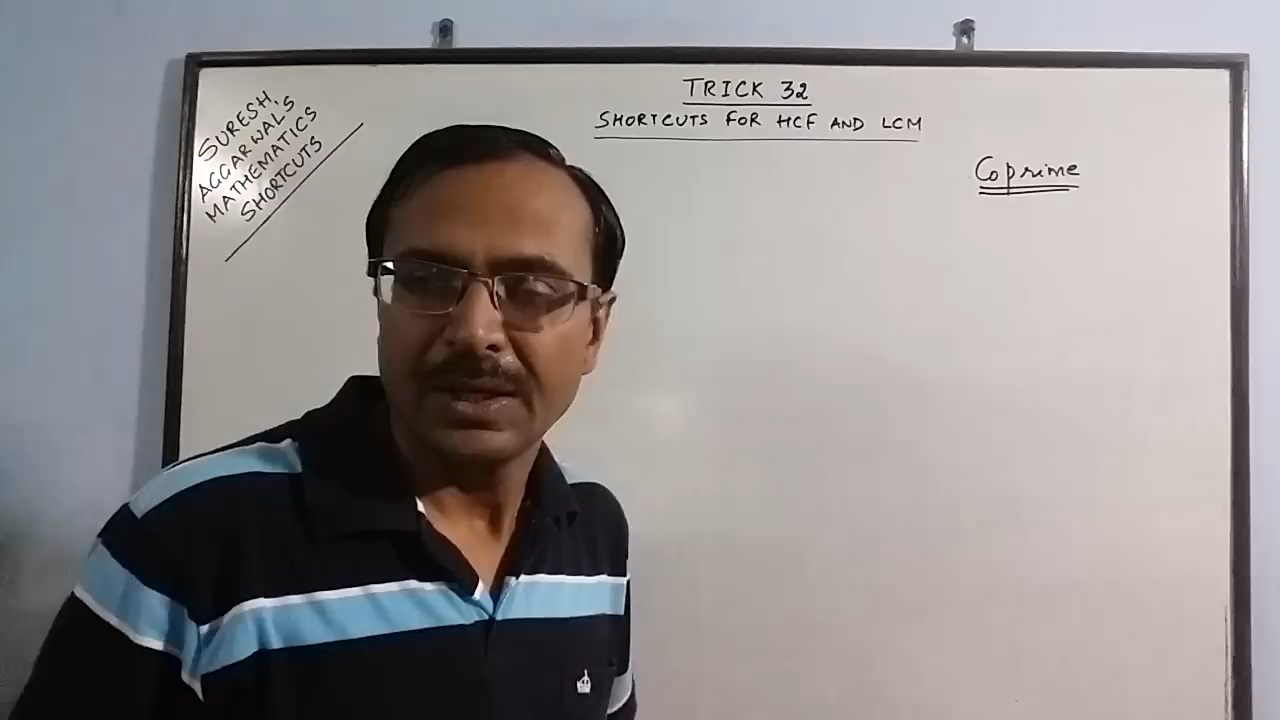 SURESH
AGGARWAL'S
MATHEMATICS
SHORTCUTS
TRICK 32
SHORTCUTS FOR HCF AND LCM
Coprime